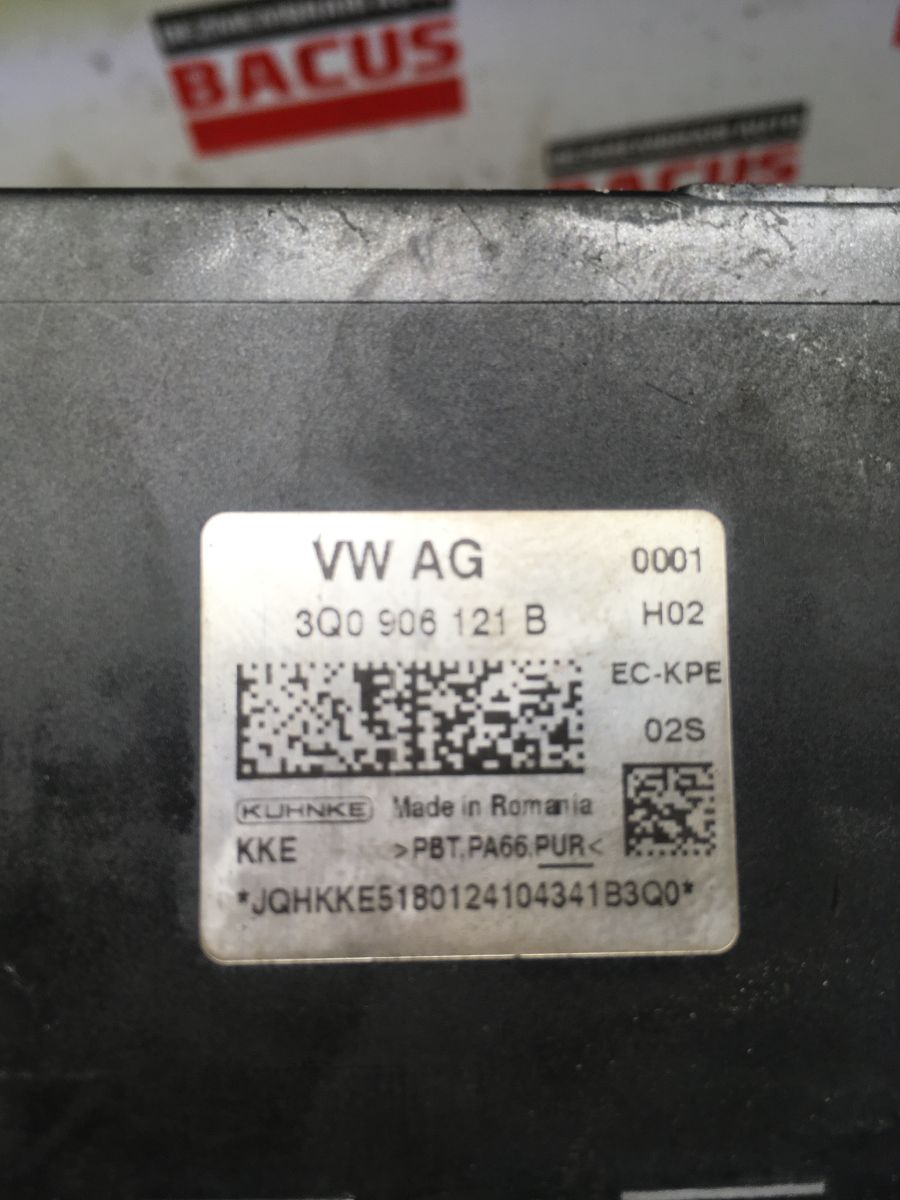 BACUS
BACUS
VW AG
0001
3Q0 906 121 B
H02
EC-KPE
02S
KUHNKE Made in Romania
KKE >PBT.PA66.PUR<
*JQHKKE5180124104341B3Q0*